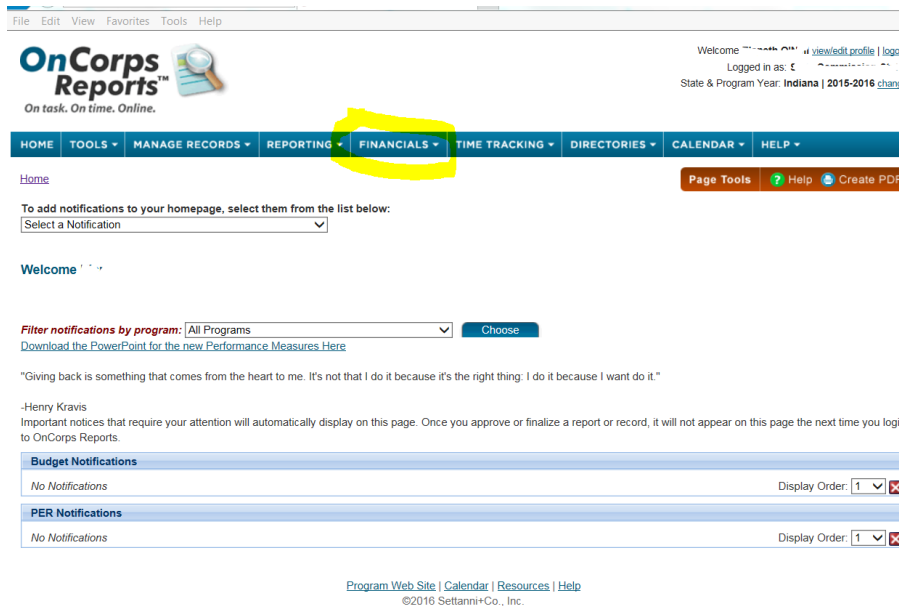 File Edit View Favorites Tools Help
OnCorps
Reports™
On task. On time. Online.
Welcome view/edit profile |
Logged in as:
State & Program Year: Indiana | 2015-2016
HOME TOOLS MANAGE RECORDS REPORTING FINANCIALS TIME TRACKING DIRECTORIES CALENDAR HELP
Home
Page Tools ? Help Create PDF
To add notifications to your homepage, select them from the list below:
Select a Notification
Welcome
Filter notifications by program: All Programs Choose
Download the PowerPoint for the new Performance Measures Here
"Giving back is something that comes from the heart to me. It's not that I do it because it's the right thing: I do it because I want do it."
-Henry Kravis
Important notices that require your attention will automatically display on this page. Once you approve or finalize a report or record, it will not appear on this page the next time you logi
to OnCorps Reports.
Budget Notifications
No Notifications Display Order: 1
PER Notifications
No Notifications Display Order: 1
Program Web Site | Calendar | Resources | Help
©2016 Settanni+Co., Inc.